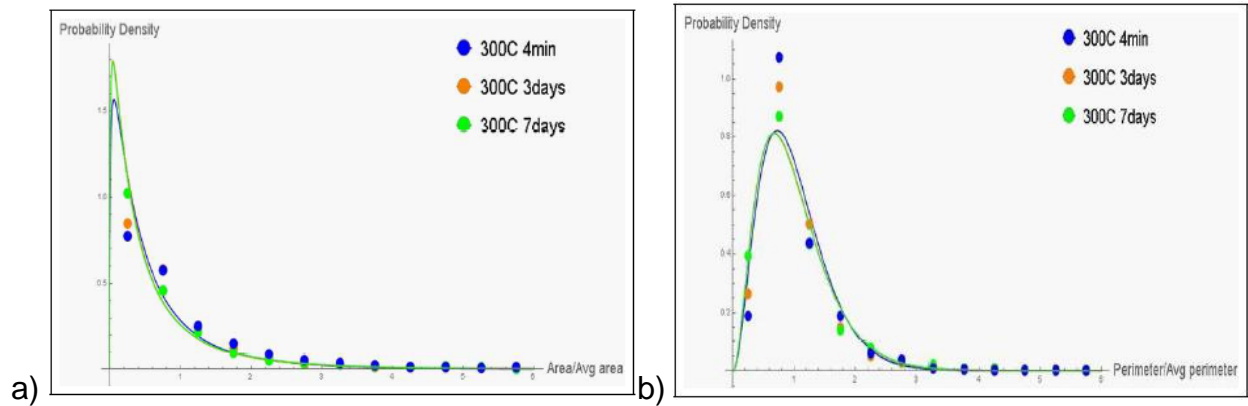 a)
Probability Density
300C 4min
300C 3days
300C 7days
1.5
1.0
0.5
1 2 3 4 5 6
Area/Avg area
b)
Probability Density
300C 4min
300C 3days
300C 7days
1.0
0.8
0.6
0.4
0.2
1 2 3 4 5 6
Perimeter/Avg perimeter